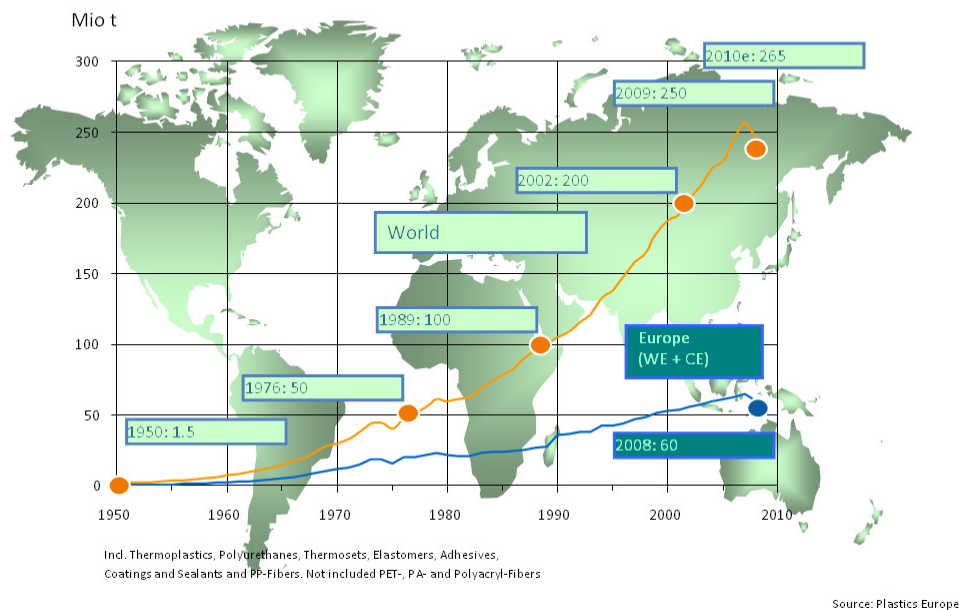 Mio t
2010e: 265
300
2009: 250
250
2002: 200
200
World
150
1989: 100
Europe
(WE + CE)
100
1976: 50
50
1950: 1.5
2008: 60
0
1950 1960 1970 1980 1990 2000 2010
Incl. Thermoplastics, Polyurethanes, Thermosets, Elastomers, Adhesives,
Coatings and Sealants and PP-Fibers. Not included PET-, PA- and Polyacryl-Fibers
Source: Plastics Europe